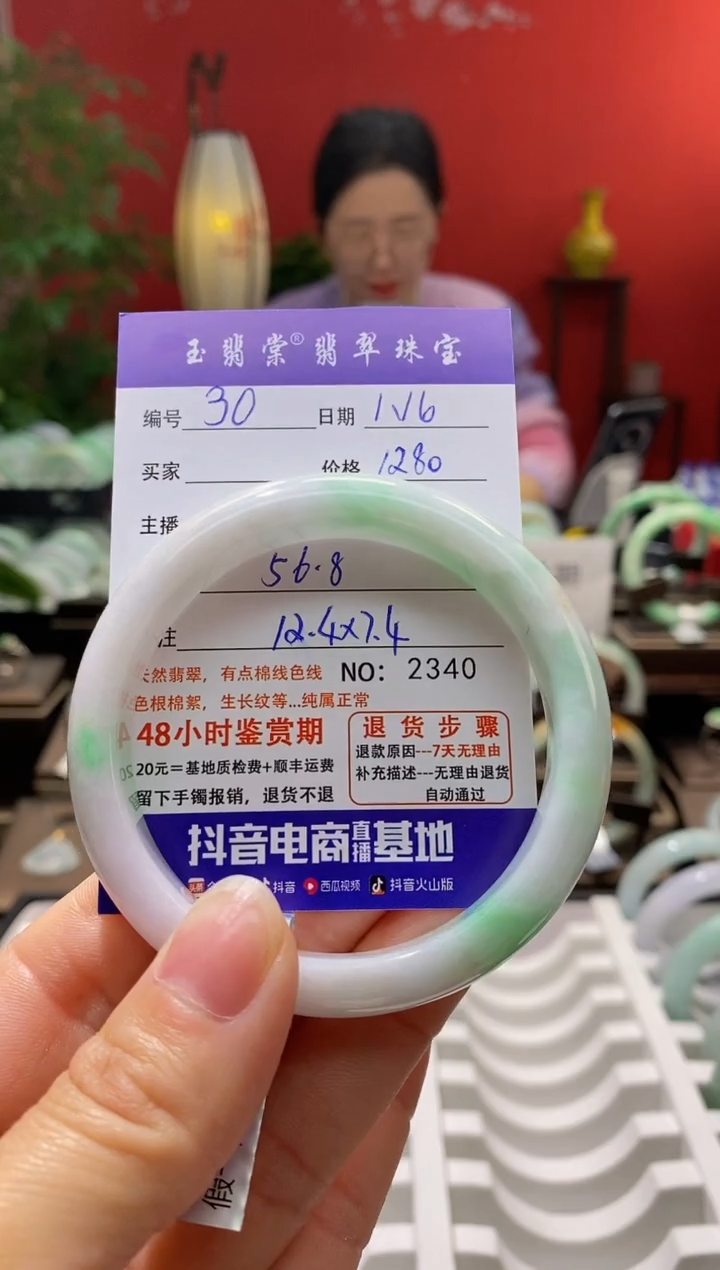 玉翡棠®翡翠珠宝
编号 30 日期 1/16
买家 价格 1280
主播
56.8
注 12.4x7.4
天然翡翠，有点棉线色线 NO: 2340
色根棉絮，生长纹等...纯属正常
48小时鉴赏期
20元=基地质检费+顺丰运费
留下手镯报销，退货不退
退货步骤
退款原因---7天无理由
补充描述---无理由退货
自动通过
抖音电商直播基地
头条 抖音 西瓜视频 抖音火山版